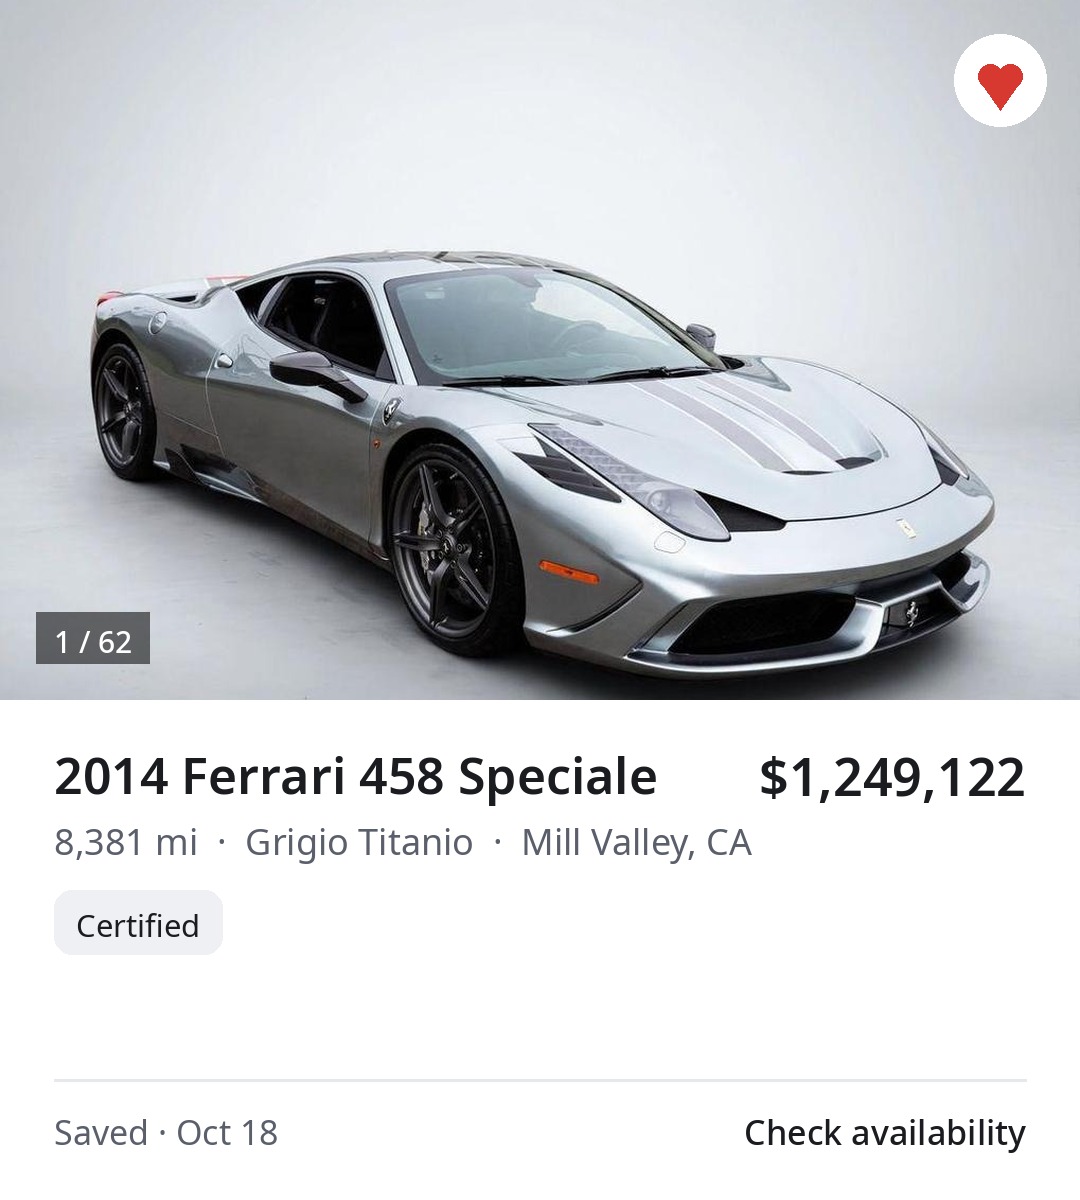 1 / 62
2014 Ferrari 458 Speciale $1,249,122
8,381 mi · Grigio Titanio · Mill Valley, CA
Certified
Saved · Oct 18 Check availability